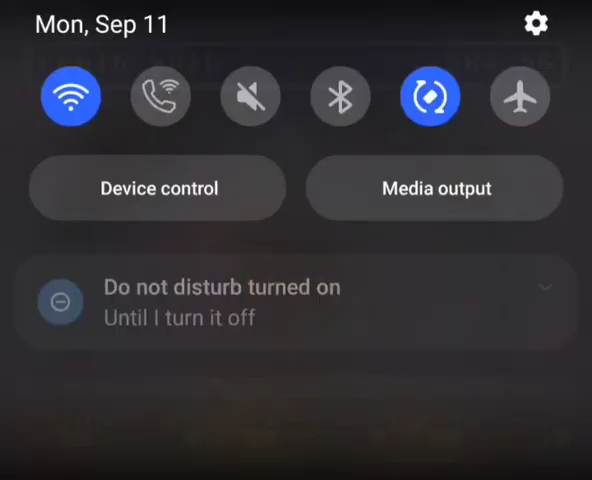 Mon, Sep 11
Device control
Media output
Do not disturb turned on
Until I turn it off